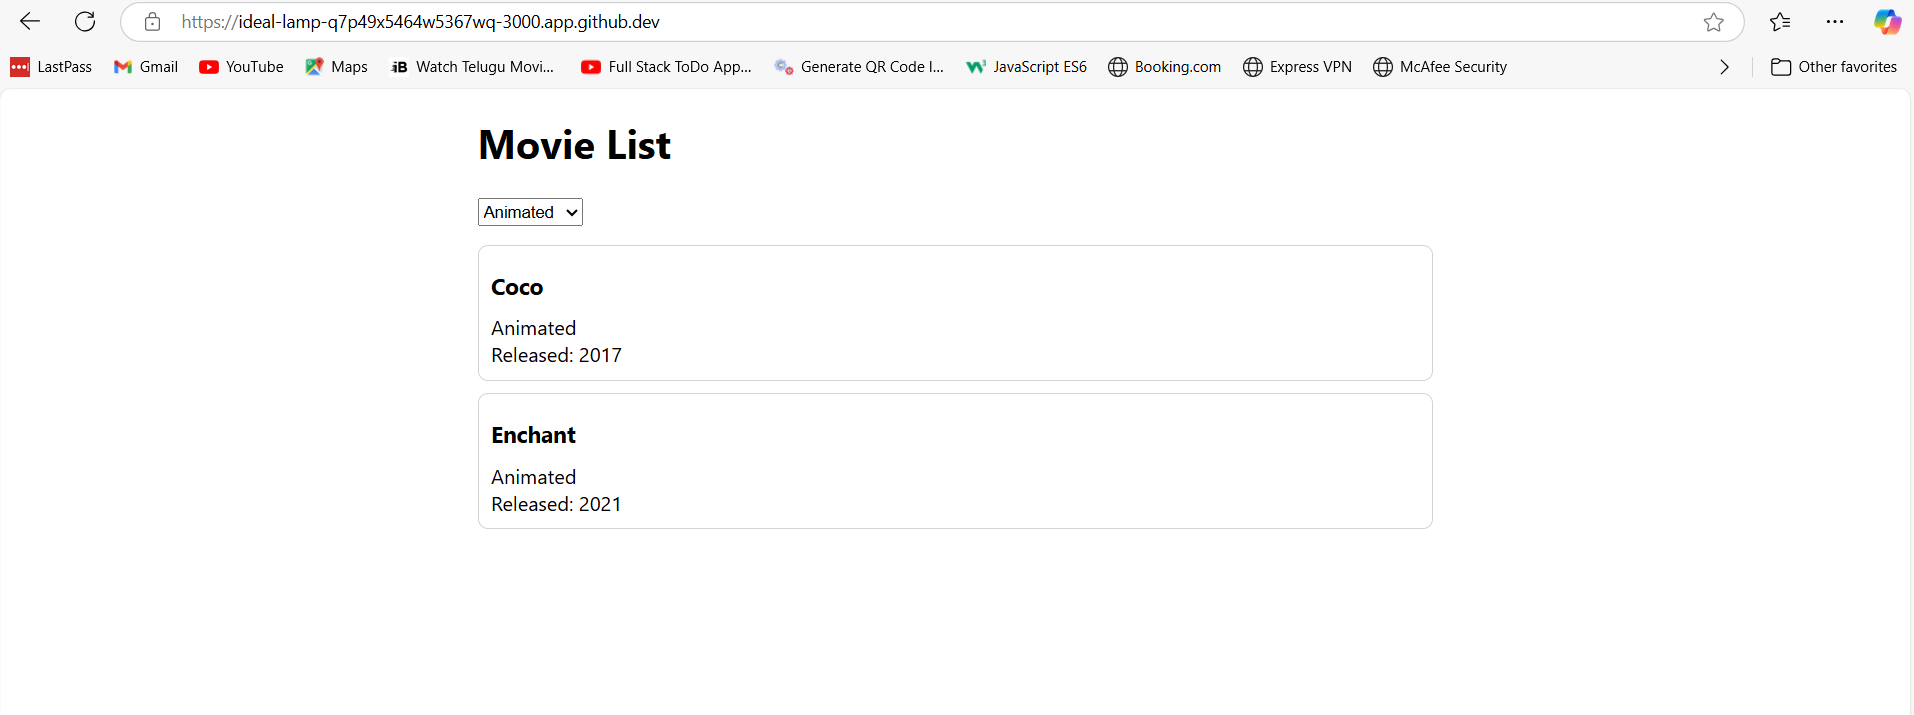 https://ideal-lamp-q7p49x5464w5367wq-3000.app.github.dev
LastPass Gmail YouTube Maps iB Watch Telugu Movi... Full Stack ToDo App... Generate QR Code I... JavaScript ES6 Booking.com Express VPN McAfee Security Other favorites
Movie List
Animated
Coco
Animated
Released: 2017
Enchant
Animated
Released: 2021